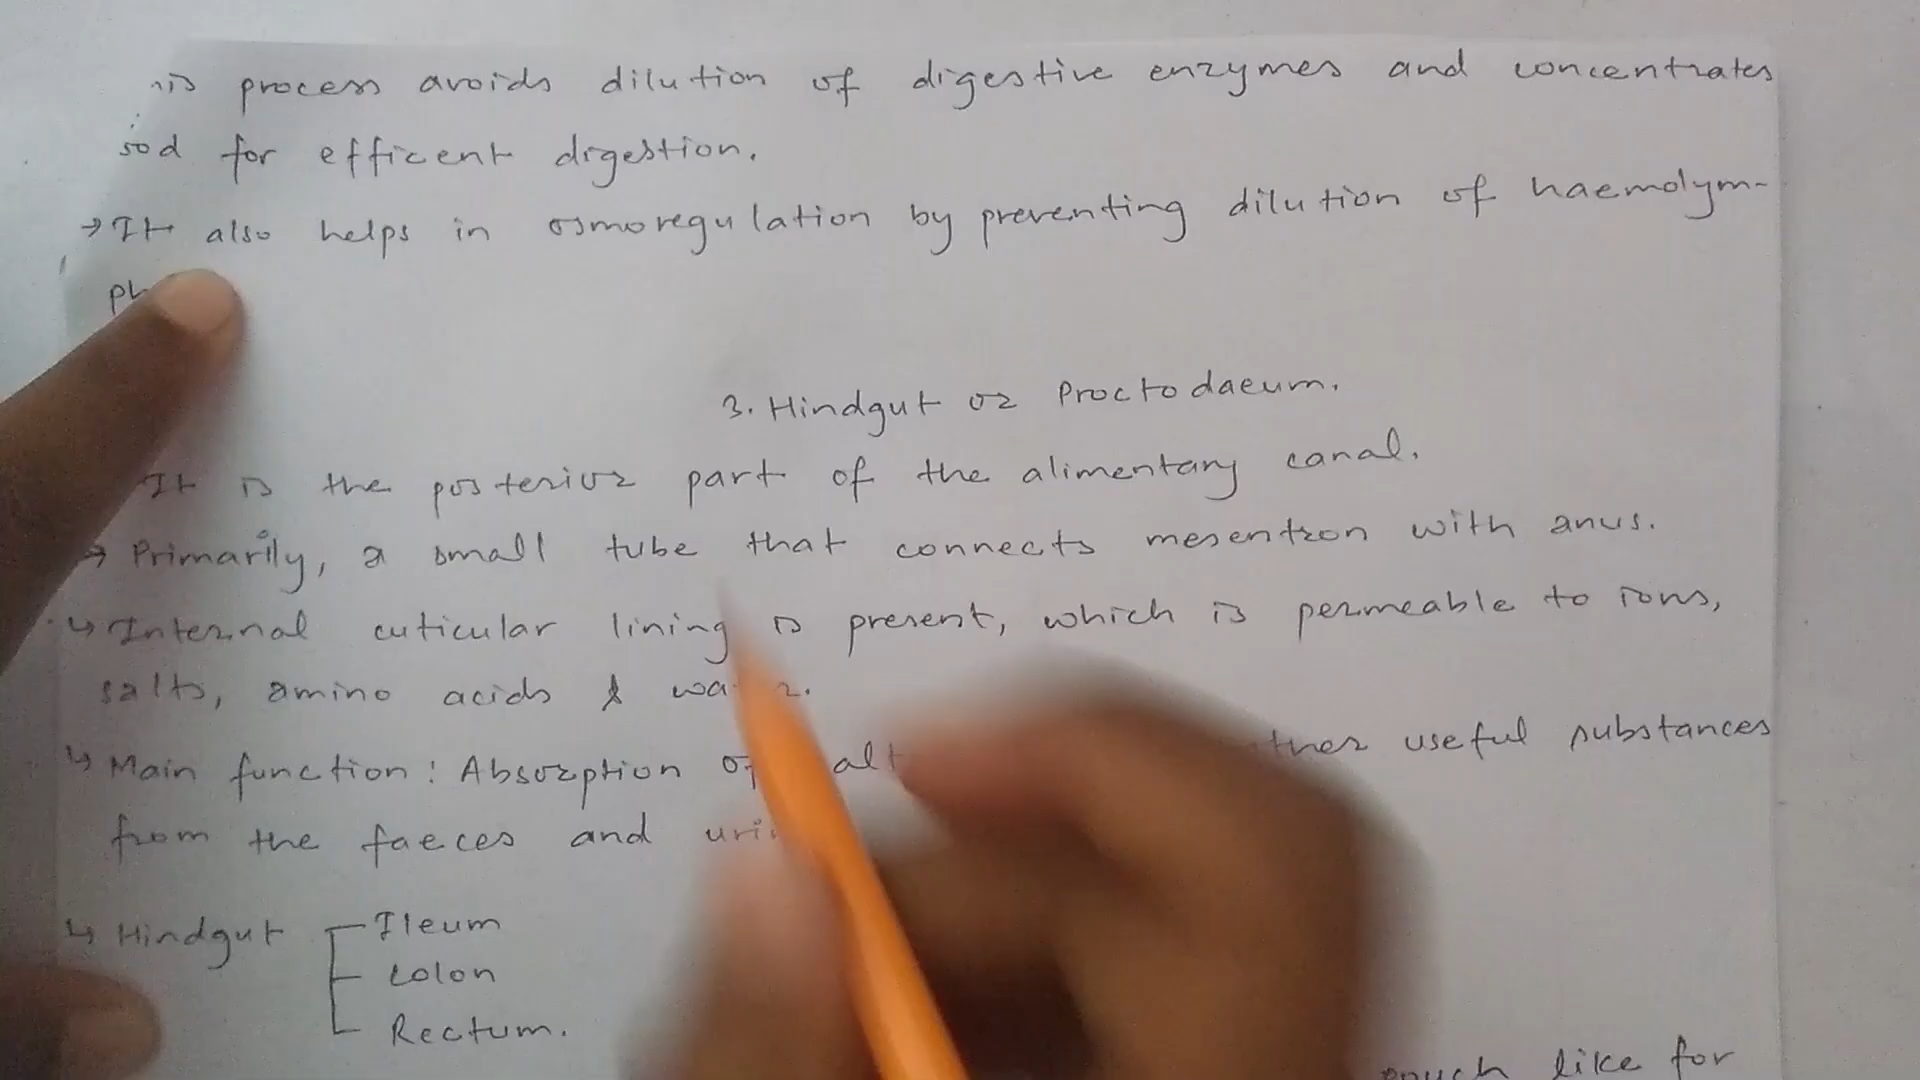 process avoids dilution of digestive enzymes and concentrates
for efficent digestion.
→ It also helps in osmoregulation by preventing dilution of haemolym-
3. Hindgut or Proctodaeum.
It is the posterior part of the alimentary canal.
→ Primarily, a small tube that connects mesentron with anus.
↳ Internal cuticular lining is present, which is permeable to ions,
salts, amino acids &
↳ Main function: Absorption of useful substances
from the faeces and
↳ Hindgut Ileum
Colon
Rectum.
like for